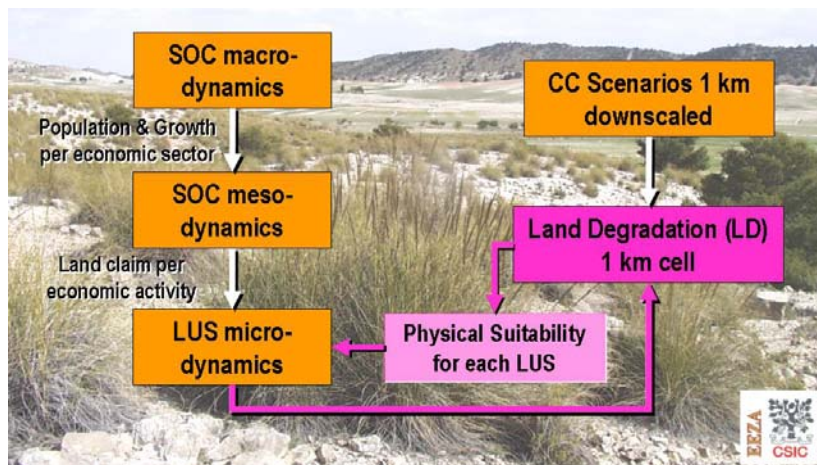 SOC macro-
dynamics
Population & Growth
per economic sector
SOC meso-
dynamics
Land claim per
economic activity
LUS micro-
dynamics
CC Scenarios 1 km
downscaled
Land Degradation (LD)
1 km cell
Physical Suitability
for each LUS
EEZA
CSIC